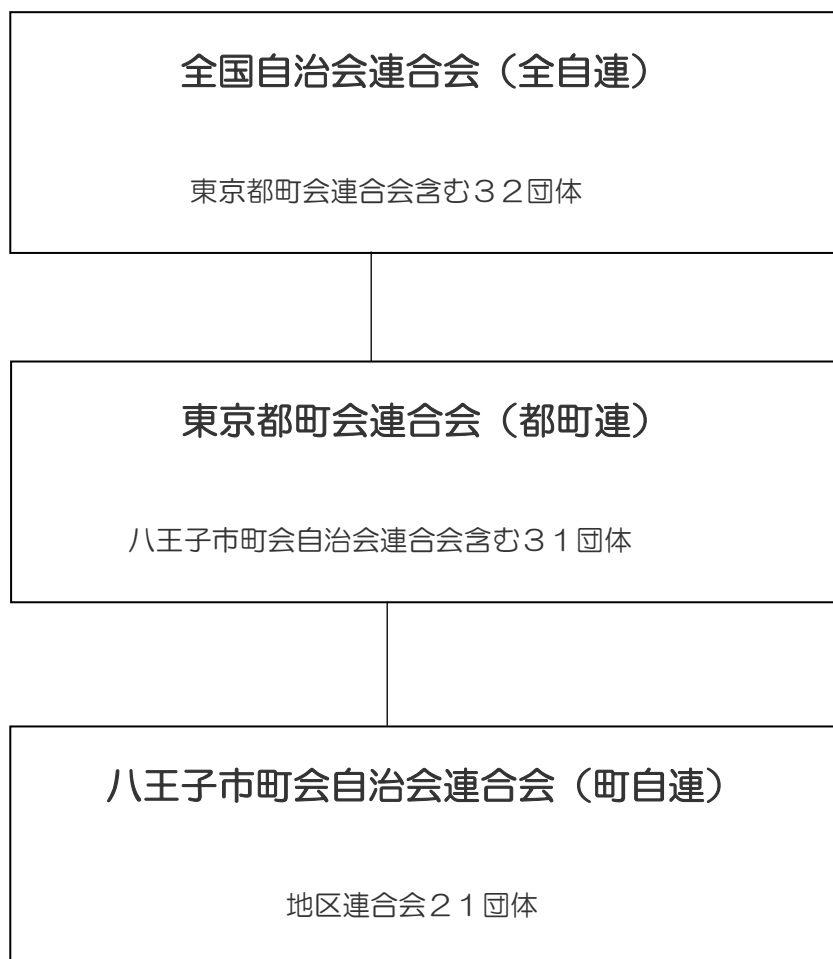 全国自治会連合会（全自連）
東京都町会連合会含む３２団体
東京都町会連合会（都町連）
八王子市町会自治会連合会含む３１団体
八王子市町会自治会連合会（町自連）
地区連合会２１団体